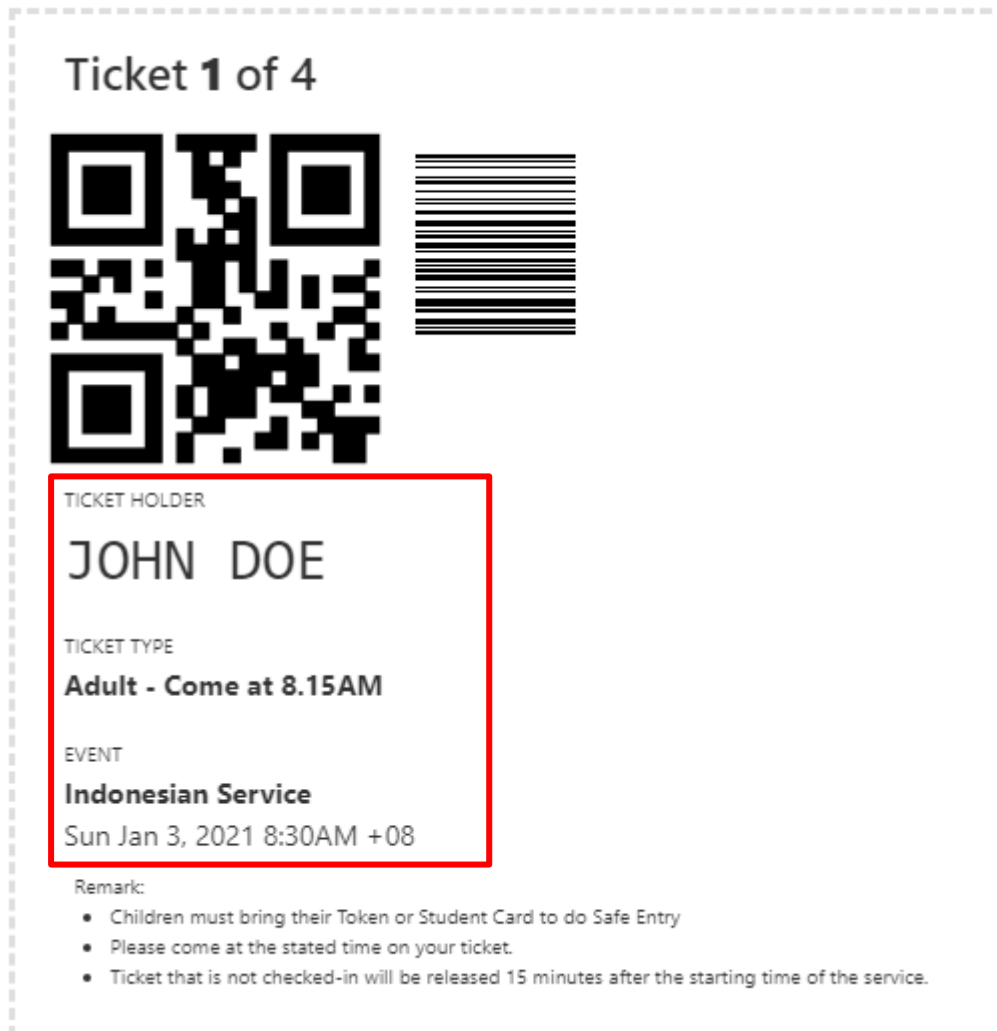 Ticket 1 of 4
TICKET HOLDER
JOHN DOE
TICKET TYPE
Adult - Come at 8.15AM
EVENT
Indonesian Service
Sun Jan 3, 2021 8:30AM +08
Remark:
• Children must bring their Token or Student Card to do Safe Entry
• Please come at the stated time on your ticket.
• Ticket that is not checked-in will be released 15 minutes after the starting time of the service.